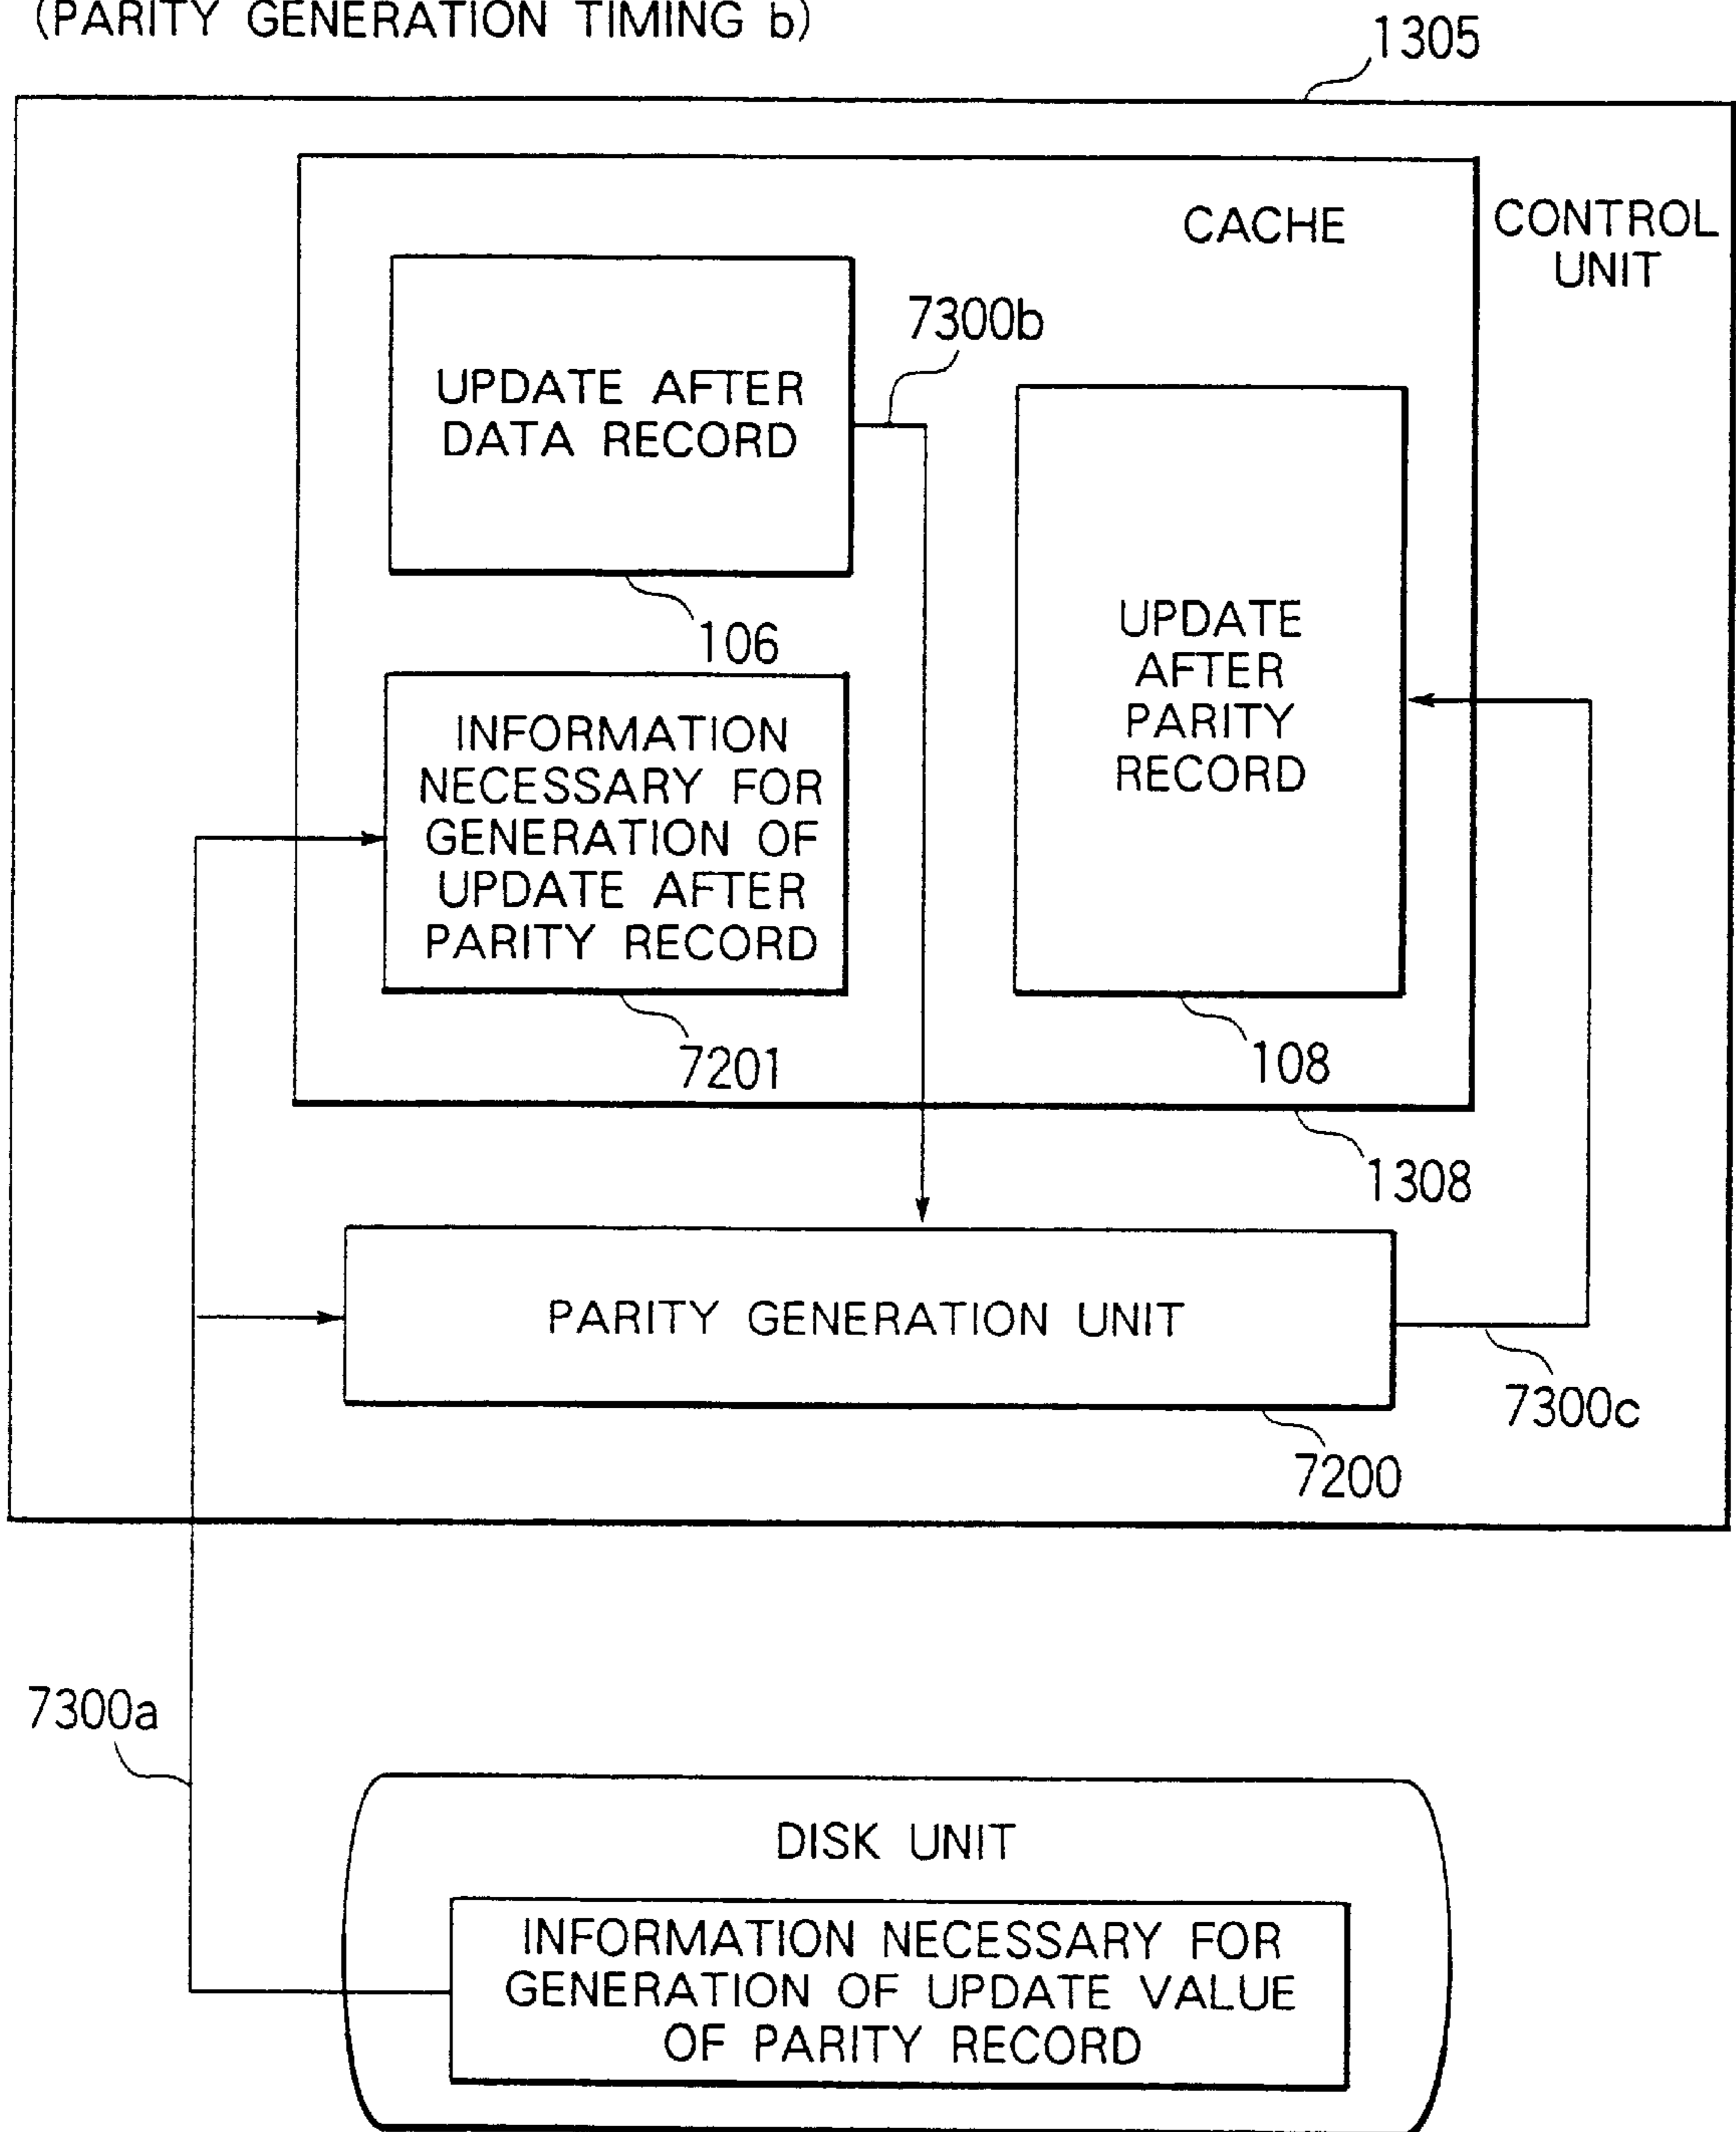 (PARITY GENERATION TIMING b)
1305
CACHE
CONTROL
UNIT
7300b
UPDATE AFTER
DATA RECORD
106
UPDATE
AFTER
PARITY
RECORD
INFORMATION
NECESSARY FOR
GENERATION OF
UPDATE AFTER
PARITY RECORD
7201
108
1308
PARITY GENERATION UNIT
7300c
7200
7300a
DISK UNIT
INFORMATION NECESSARY FOR
GENERATION OF UPDATE VALUE
OF PARITY RECORD